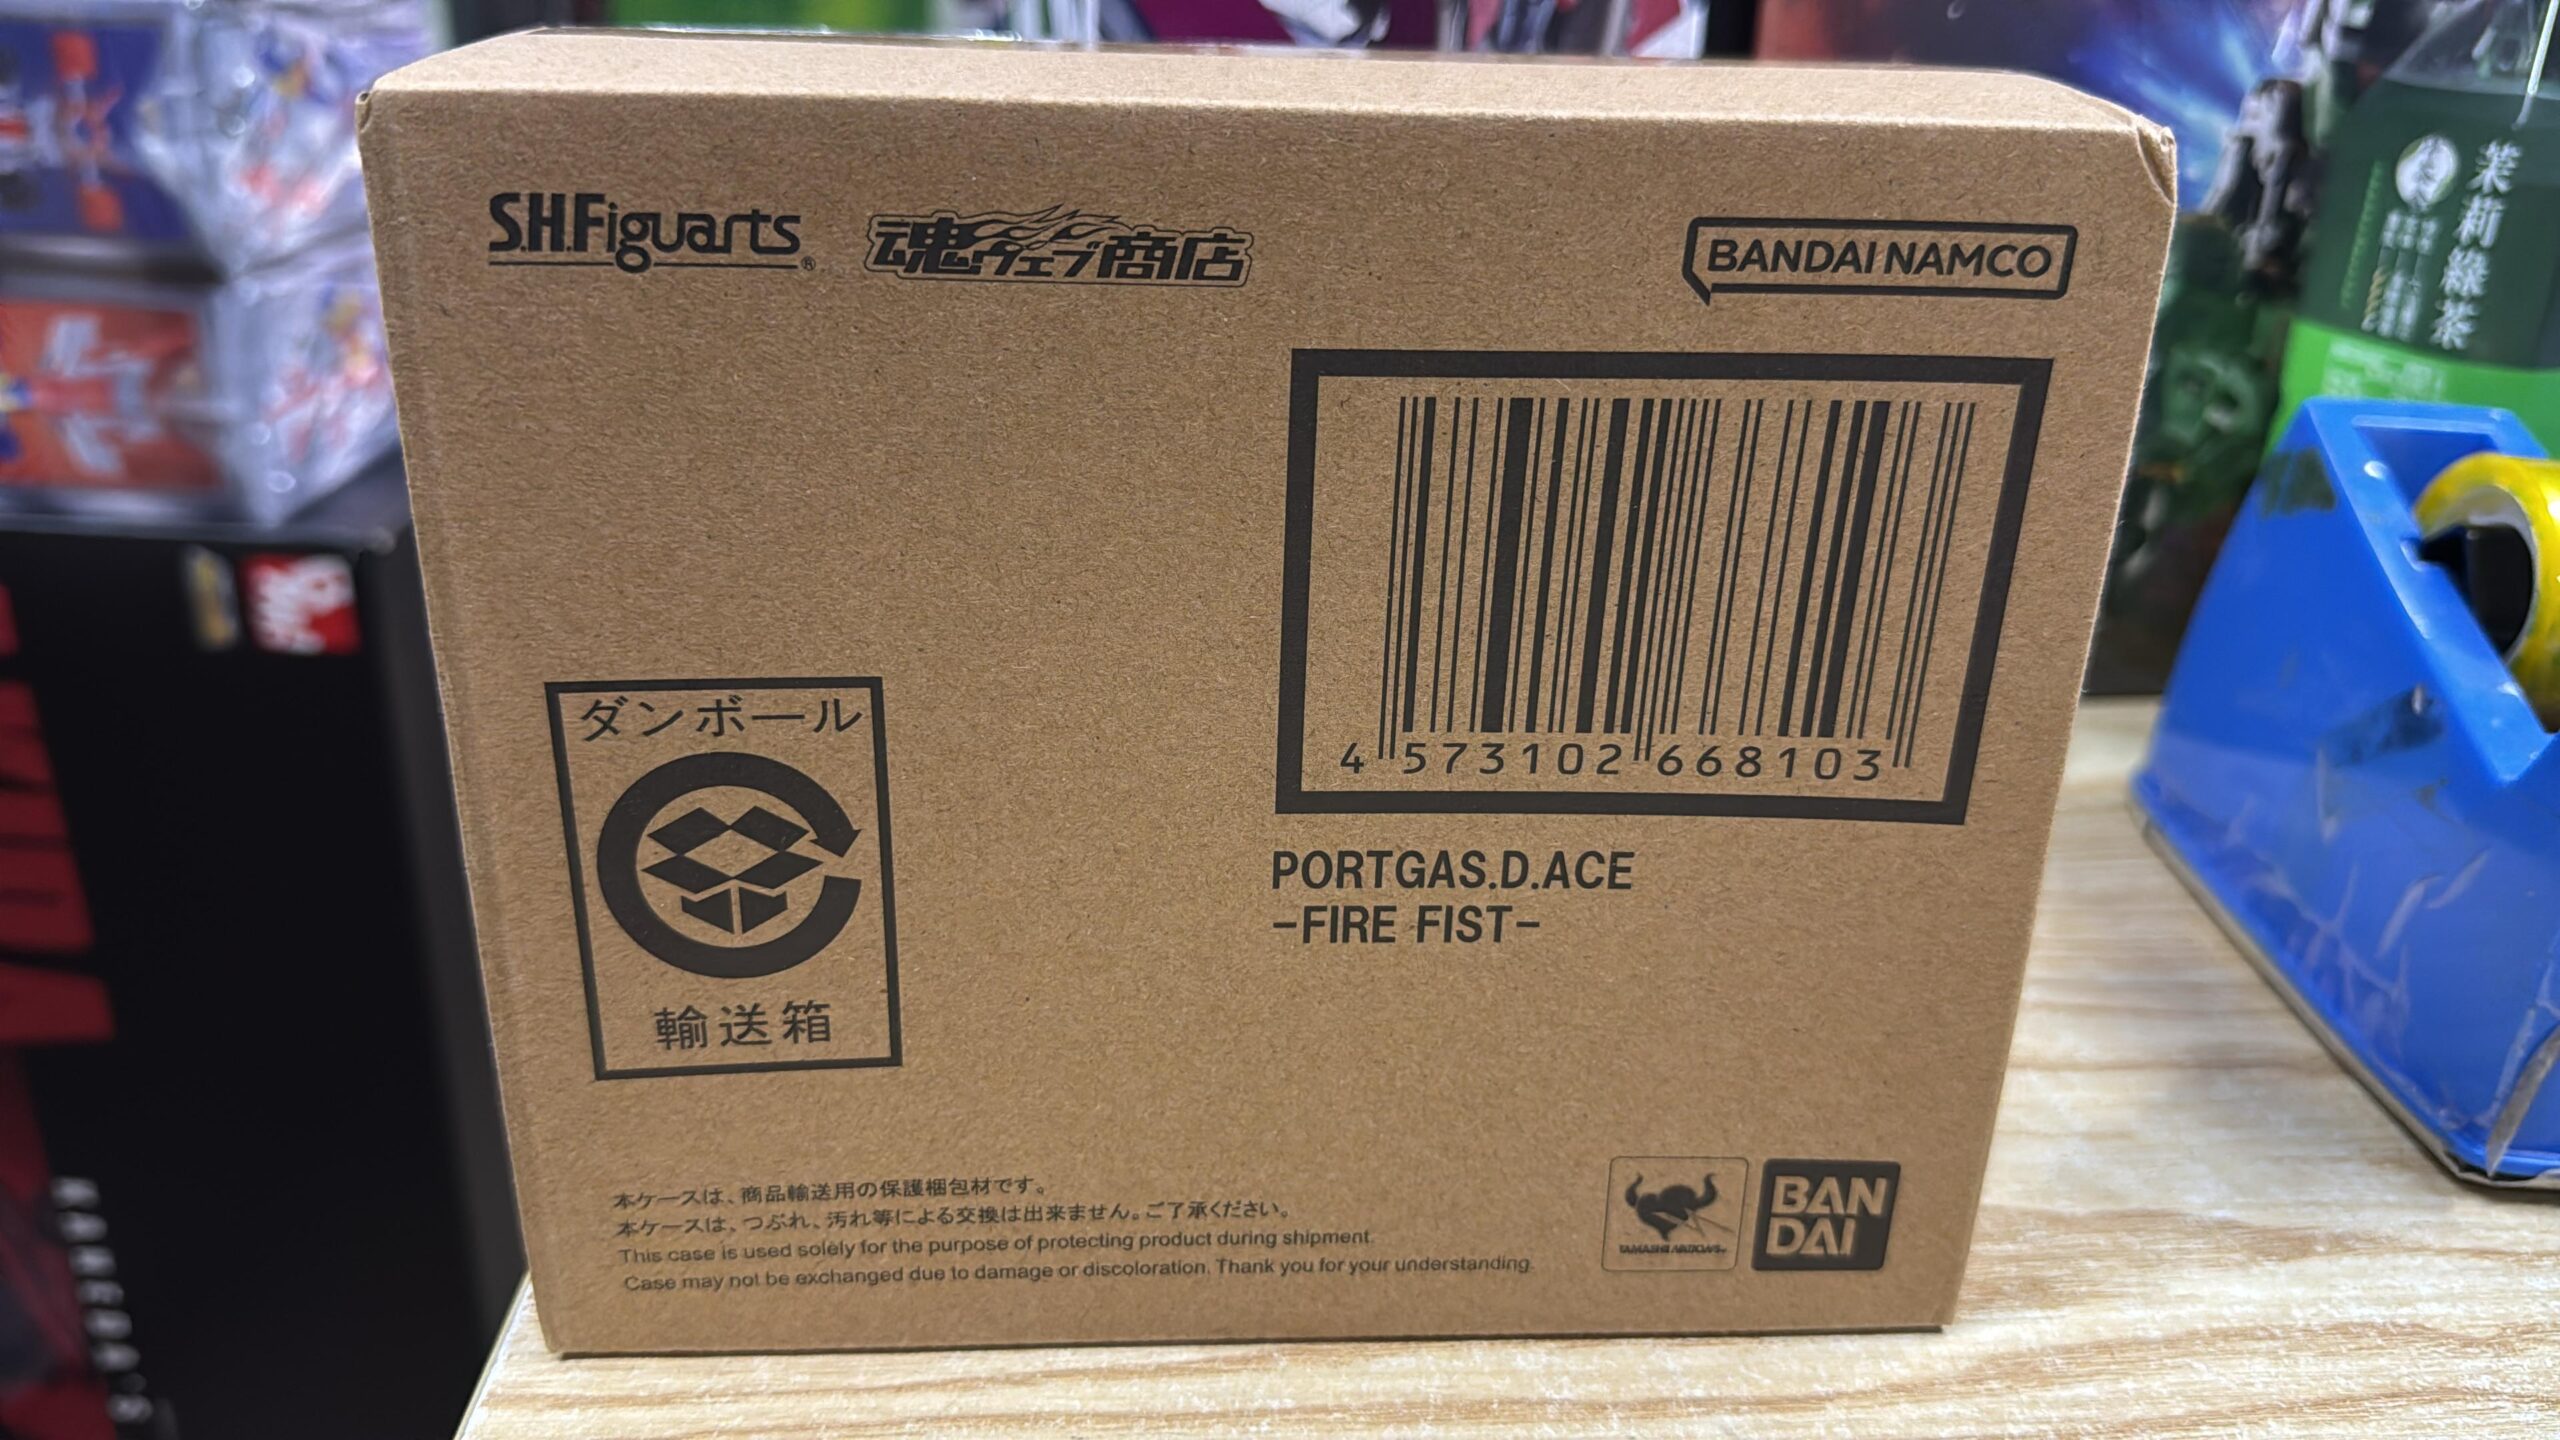 S.H.Figuarts®
魂ウェブ商店
BANDAI NAMCO
4 573102 668103
PORTGAS.D.ACE
-FIRE FIST-
ダンボール
輸送箱
本ケースは、商品輸送用の保護梱包材です。
本ケースは、つぶれ、汚れ等による交換は出来ません。ご了承ください。
This case is used solely for the purpose of protecting product during shipment.
Case may not be exchanged due to damage or discoloration. Thank you for your understanding.
TAMASHII NATIONS
BAN
DAI
茉莉綠茶
KANEDA'S